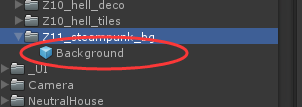 Z10_hell_deco
Z10_hell_tiles
Z11_steampunk_bg
Background
_UI
Camera
NeutralHouse